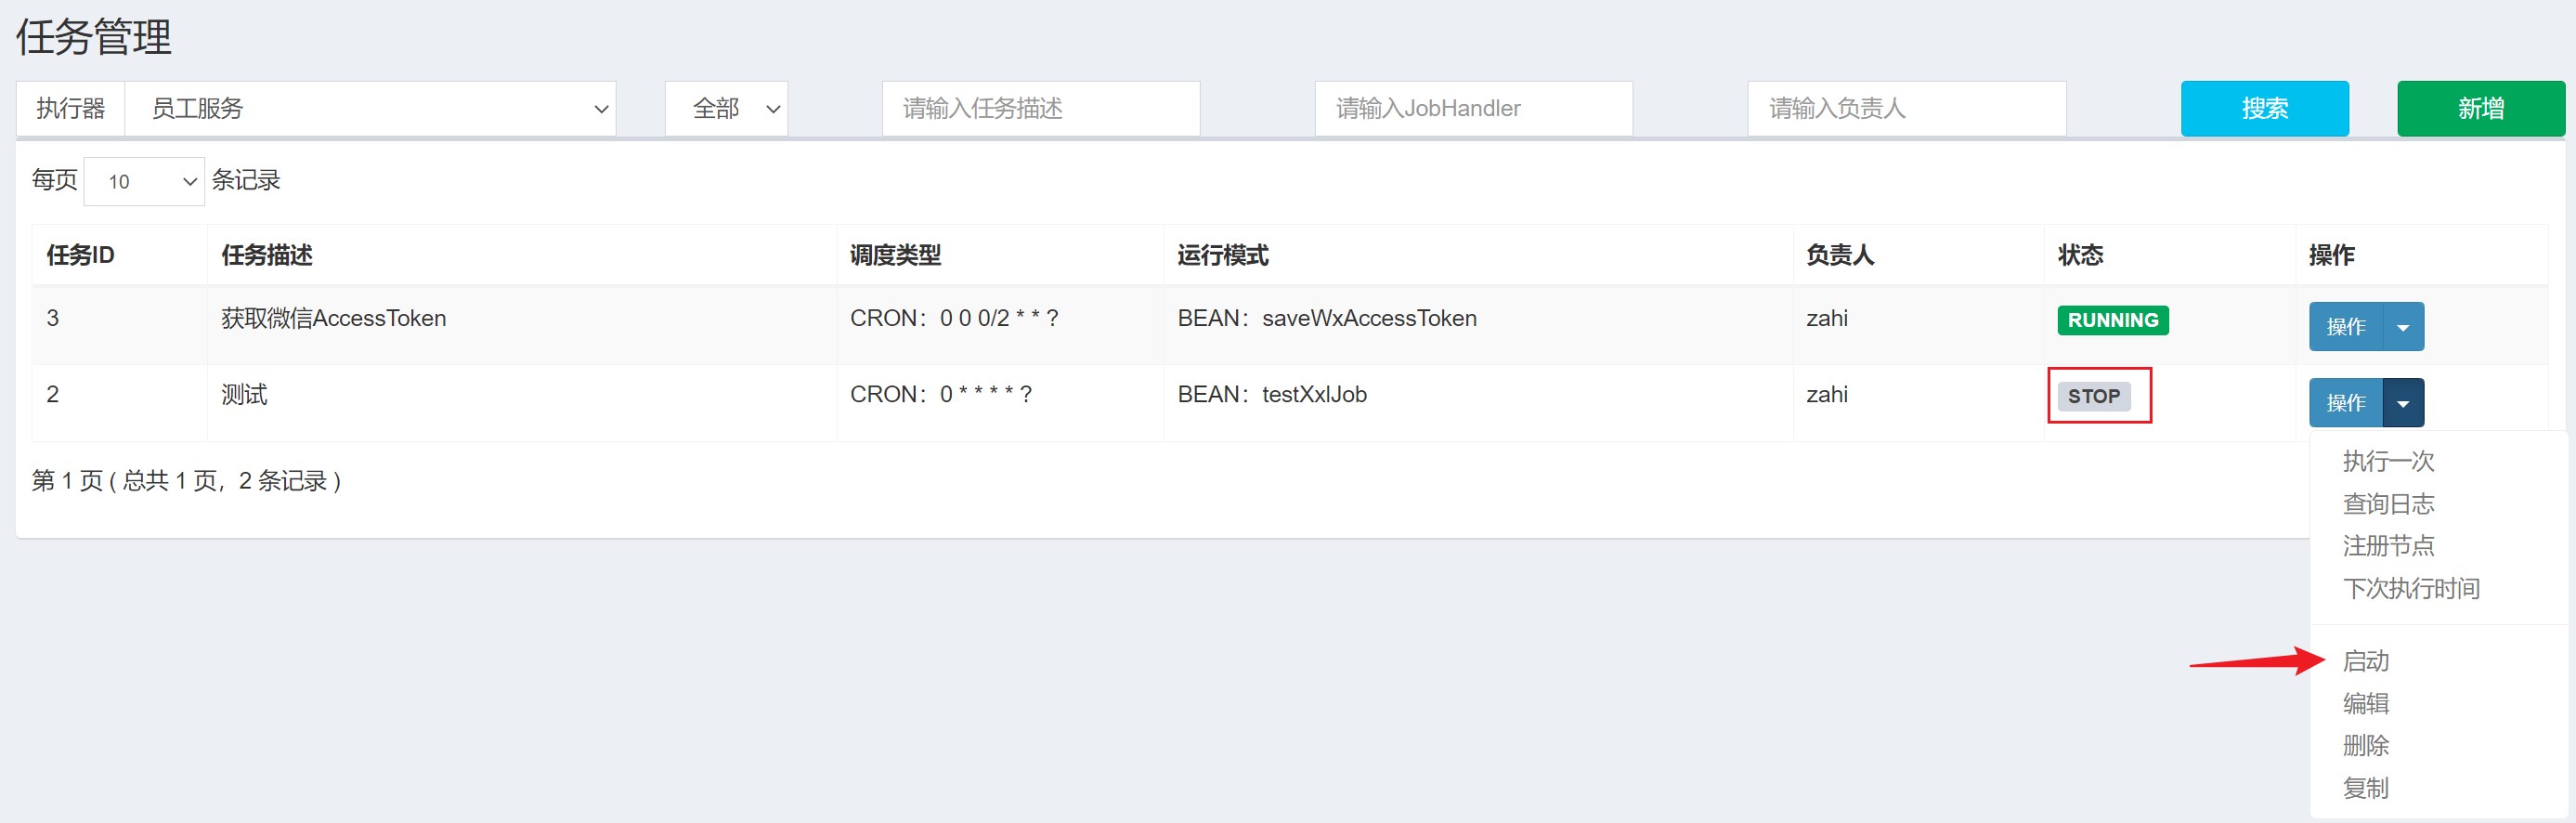 任务管理
执行器 员工服务 全部 请输入任务描述 请输入JobHandler 请输入负责人 搜索 新增
每页 10 条记录
任务ID 任务描述 调度类型 运行模式 负责人 状态 操作
3 获取微信AccessToken CRON：0 0 0/2 * * ? BEAN：saveWxAccessToken zahi RUNNING 操作
2 测试 CRON：0 * * * * ? BEAN：testXxlJob zahi STOP 操作
第 1 页 ( 总共 1 页，2 条记录 )
执行一次
查询日志
注册节点
下次执行时间
启动
编辑
删除
复制